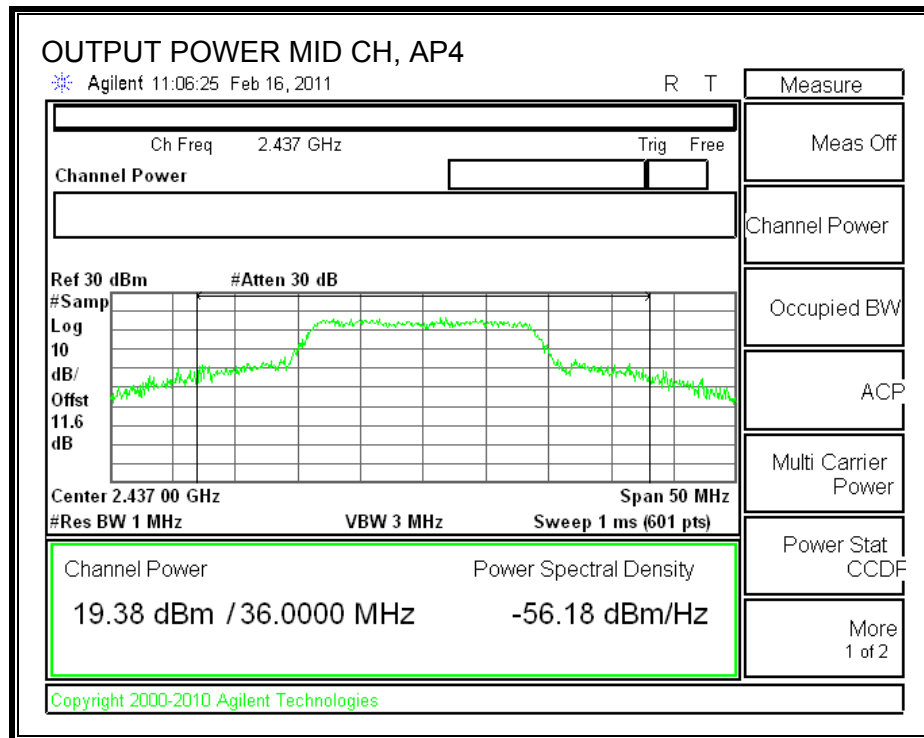 OUTPUT POWER MID CH, AP4
Agilent 11:06:25 Feb 16, 2011 R T
Ch Freq 2.437 GHz Trig Free
Channel Power
Ref 30 dBm #Atten 30 dB
#Samp
Log
10
dB/
Offst
11.6
dB
Center 2.437 00 GHz Span 50 MHz
#Res BW 1 MHz VBW 3 MHz Sweep 1 ms (601 pts)
Channel Power Power Spectral Density
19.38 dBm / 36.0000 MHz -56.18 dBm/Hz
Copyright 2000-2010 Agilent Technologies
Measure
Meas Off
Channel Power
Occupied BW
ACP
Multi Carrier
Power
Power Stat
CCDF
More
1 of 2